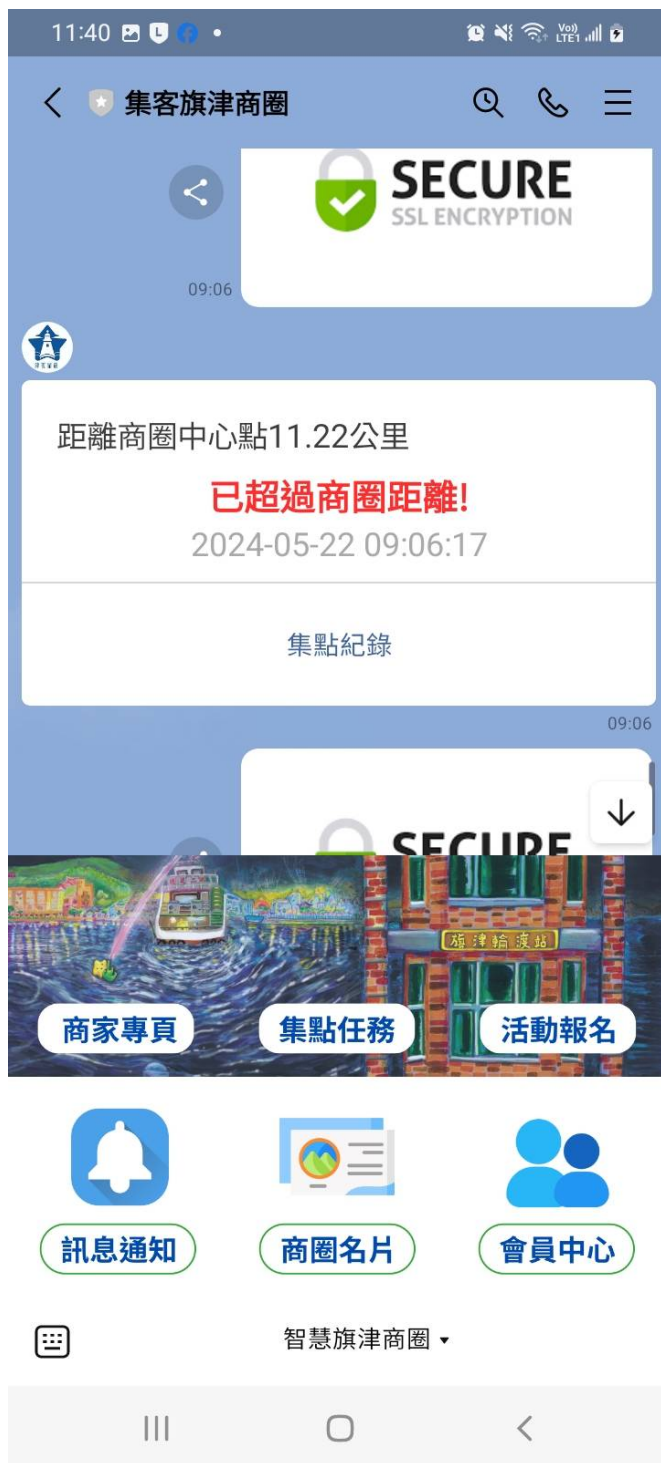 11:40
Vo))
LTE1
集客旗津商圈
SECURE
SSL ENCRYPTION
09:06
距離商圈中心點11.22公里
已超過商圈距離!
2024-05-22 09:06:17
集點紀錄
09:06
SECURE
旗津輪渡站
商家專頁
集點任務
活動報名
訊息通知
商圈名片
會員中心
智慧旗津商圈